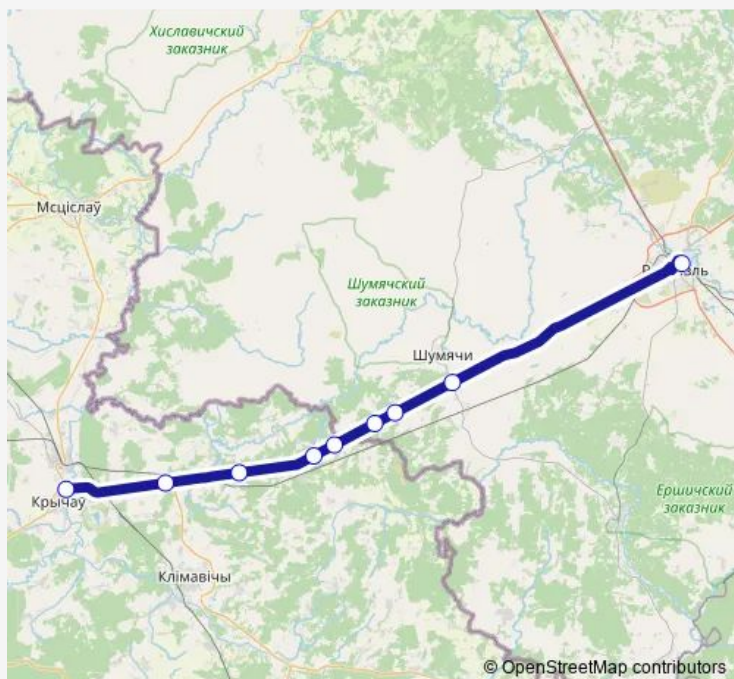 Хиславичский
заказник
Мсціслаў
Шумячский
заказник
Шумячи
Крычаў
Клімавічы
Ершичский
заказник
© OpenStreetMap contributors